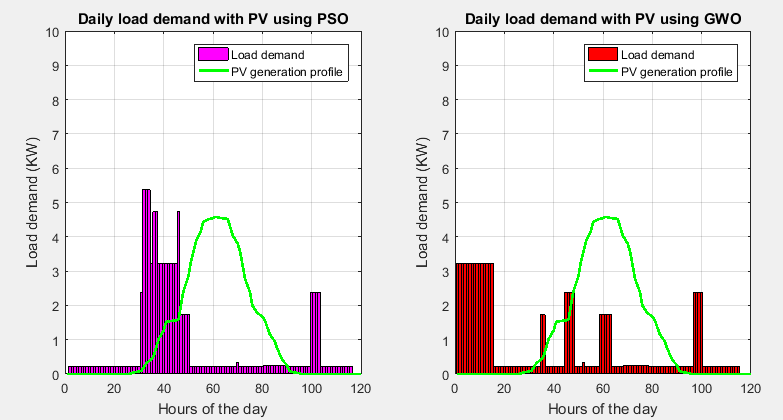 Daily load demand with PV using PSO
10
9
8
7
6
5
4
3
2
1
0
Load demand (KW)
Load demand
PV generation profile
0 20 40 60 80 100 120
Hours of the day
Daily load demand with PV using GWO
10
9
8
7
6
5
4
3
2
1
0
Load demand (KW)
Load demand
PV generation profile
0 20 40 60 80 100 120
Hours of the day